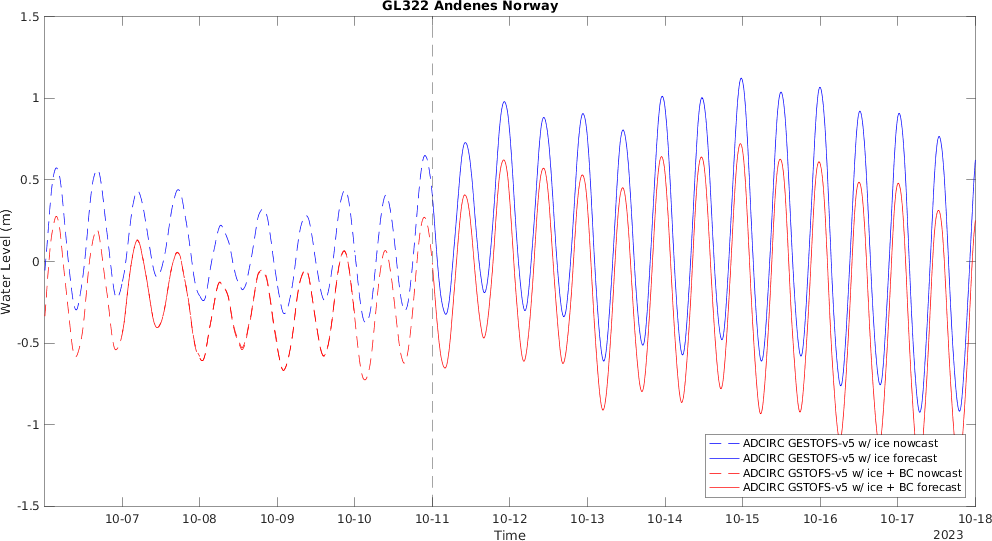 GL322 Andenes Norway
1.5
1
0.5
0
-0.5
-1
-1.5
Water Level (m)
10-07 10-08 10-09 10-10 10-11 10-12 10-13 10-14 10-15 10-16 10-17 10-18
Time
2023
ADCIRC GESTOFS-v5 w/ ice nowcast
ADCIRC GESTOFS-v5 w/ ice forecast
ADCIRC GSTOFS-v5 w/ ice + BC nowcast
ADCIRC GSTOFS-v5 w/ ice + BC forecast